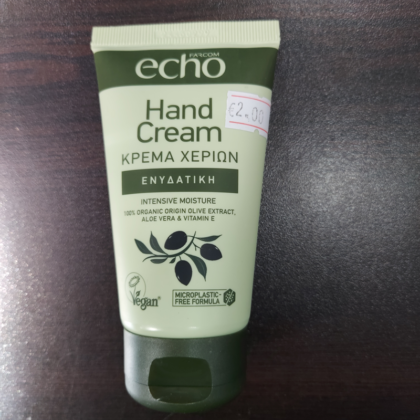 FARCOM
echo
Hand
Cream
€2.00
ΚΡΕΜΑ ΧΕΡΙΩΝ
ΕΝΥΔΑΤΙΚΗ
INTENSIVE MOISTURE
100% ORGANIC ORIGIN OLIVE EXTRACT,
ALOE VERA & VITAMIN E
Vegan
MICROPLASTIC-
FREE FORMULA